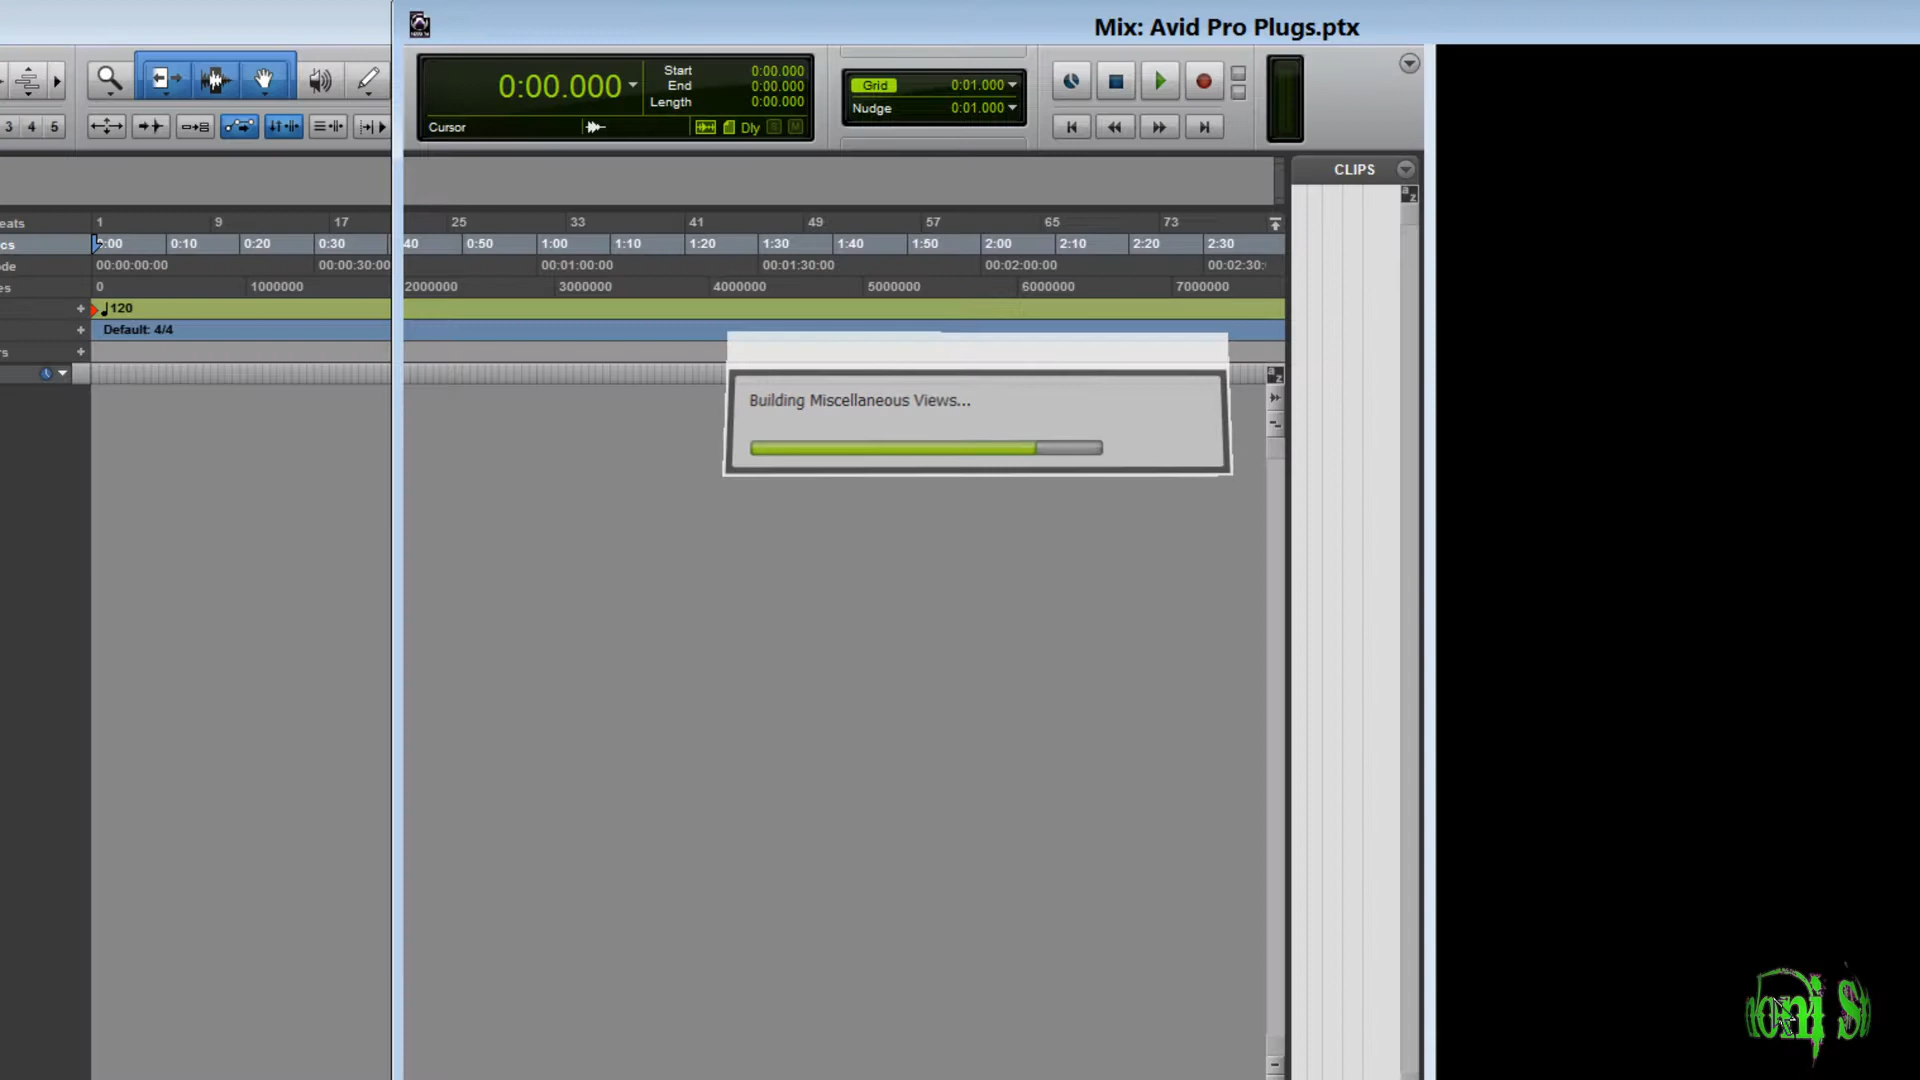 Mix: Avid Pro Plugs.ptx
0:00.000
Start 0:00.000
End 0:00.000
Length 0:00.000
Cursor
Dly
S M
Grid 0:01.000
Nudge 0:01.000
3 4 5
CLIPS
a z
eats 1 9 17 25 33 41 49 57 65 73
cs :00 0:10 0:20 0:30 40 0:50 1:00 1:10 1:20 1:30 1:40 1:50 2:00 2:10 2:20 2:30
ode 00:00:00:00 00:00:30:00 00:01:00:00 00:01:30:00 00:02:00:00 00:02:30:
es 0 1000000 2000000 3000000 4000000 5000000 6000000 7000000
120
Default: 4/4
rs
a z
Building Miscellaneous Views...